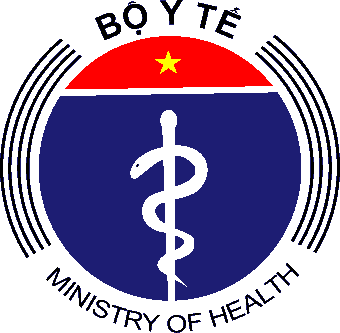 BỘ Y TẾ
MINISTRY OF HEALTH